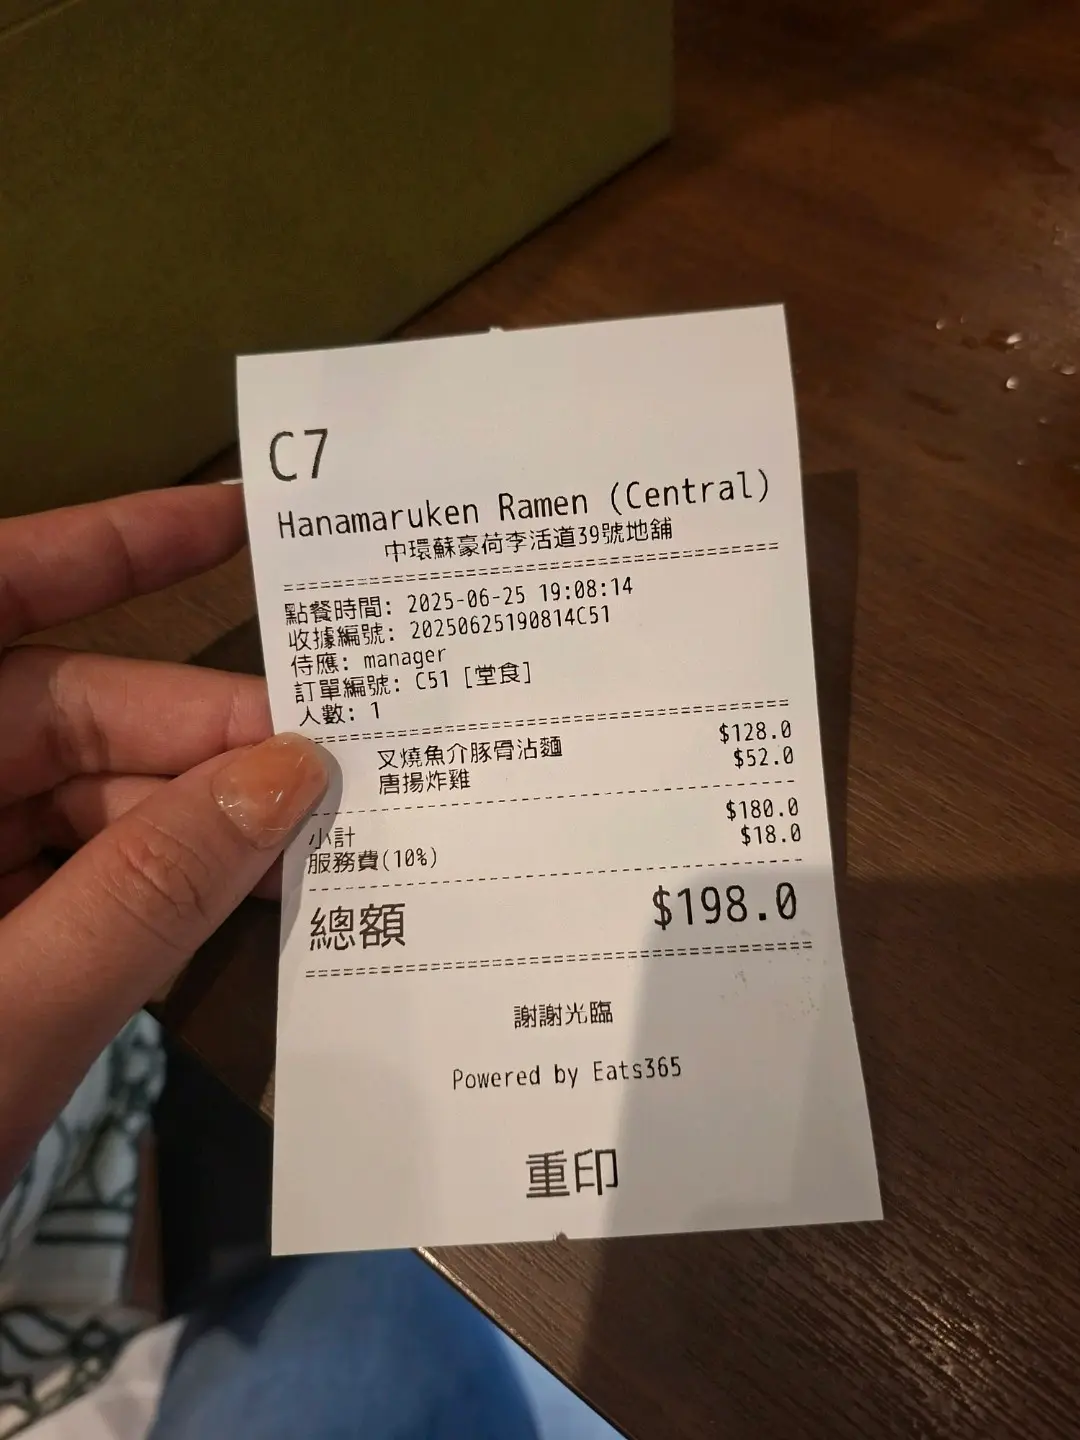 C7
Hanamaruken Ramen (Central)
中環蘇豪荷李活道39號地舖
點餐時間: 2025-06-25 19:08:14
收據編號: 20250625190814C51
侍應: manager
訂單編號: C51 [堂食]
人數: 1
叉燒魚介豚骨沾麵 $128.0
唐揚炸雞 $52.0
小計 $180.0
服務費(10%) $18.0
總額 $198.0
謝謝光臨
Powered by Eats365
重印